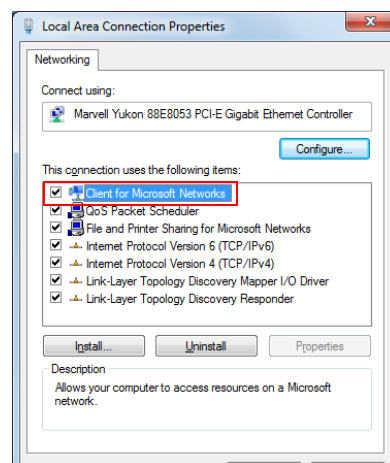 Local Area Connection Properties
Networking
Connect using:
Marvell Yukon 88E8053 PCI-E Gigabit Ethernet Controller
Configure...
This connection uses the following items:
Client for Microsoft Networks
QoS Packet Scheduler
File and Printer Sharing for Microsoft Networks
Internet Protocol Version 6 (TCP/IPv6)
Internet Protocol Version 4 (TCP/IPv4)
Link-Layer Topology Discovery Mapper I/O Driver
Link-Layer Topology Discovery Responder
Install... Uninstall Properties
Description
Allows your computer to access resources on a Microsoft
network.